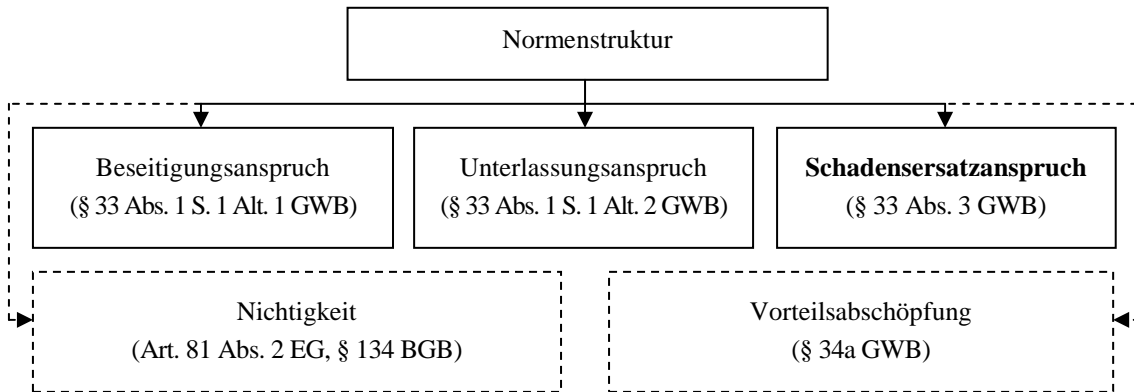 Normenstruktur
Beseitigungsanspruch
(§ 33 Abs. 1 S. 1 Alt. 1 GWB)
Unterlassungsanspruch
(§ 33 Abs. 1 S. 1 Alt. 2 GWB)
Schadensersatzanspruch
(§ 33 Abs. 3 GWB)
Nichtigkeit
(Art. 81 Abs. 2 EG, § 134 BGB)
Vorteilsabschöpfung
(§ 34a GWB)